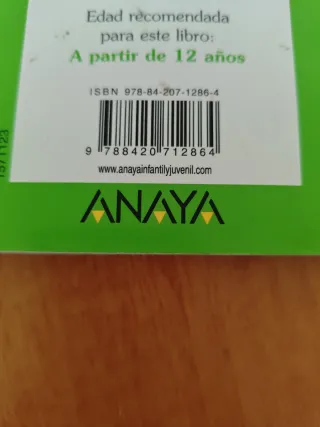 Edad recomendada
para este libro:
A partir de 12 años
ISBN 978-84-207-1286-4
9 788420 712864
www.anayainfantilyjuvenil.com
1571123
ANAYA